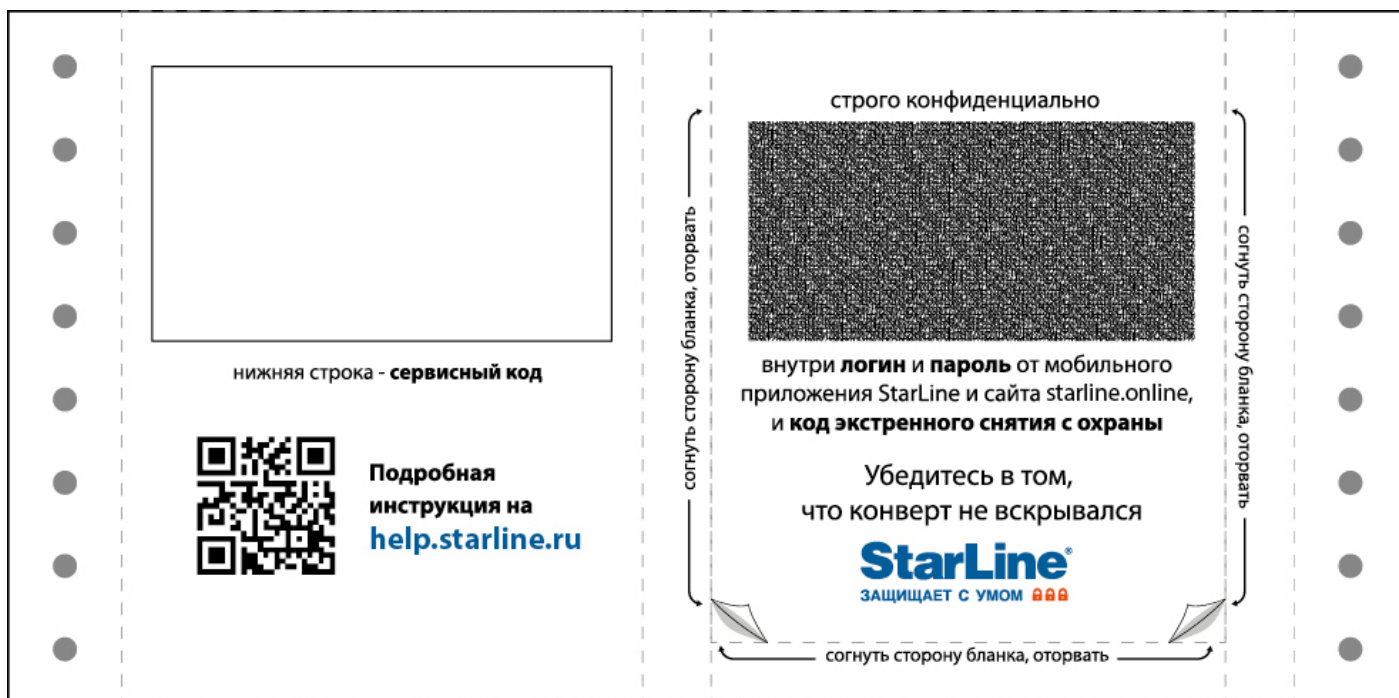 нижняя строка - сервисный код
Подробная
инструкция на
help.starline.ru
согнуть сторону бланка, оторвать
строго конфиденциально
внутри логин и пароль от мобильного
приложения StarLine и сайта starline.online,
и код экстренного снятия с охраны
Убедитесь в том,
что конверт не вскрывался
StarLine®
ЗАЩИЩАЕТ С УМОМ
согнуть сторону бланка, оторвать
согнуть сторону бланка, оторвать